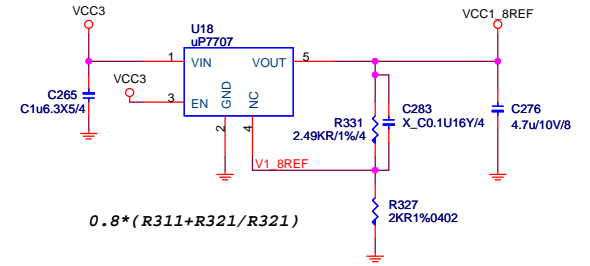 VCC3
U18
uP7707
VCC1_8REF
1
VIN
VOUT
5
C265
C1u6.3X5/4
VCC3
3
EN
GND
NC
2
4
R331
2.49KR/1%/4
C283
X_C0.1U16Y/4
C276
4.7u/10V/8
V1_8REF
0.8*(R311+R321/R321)
R327
2KR1%0402